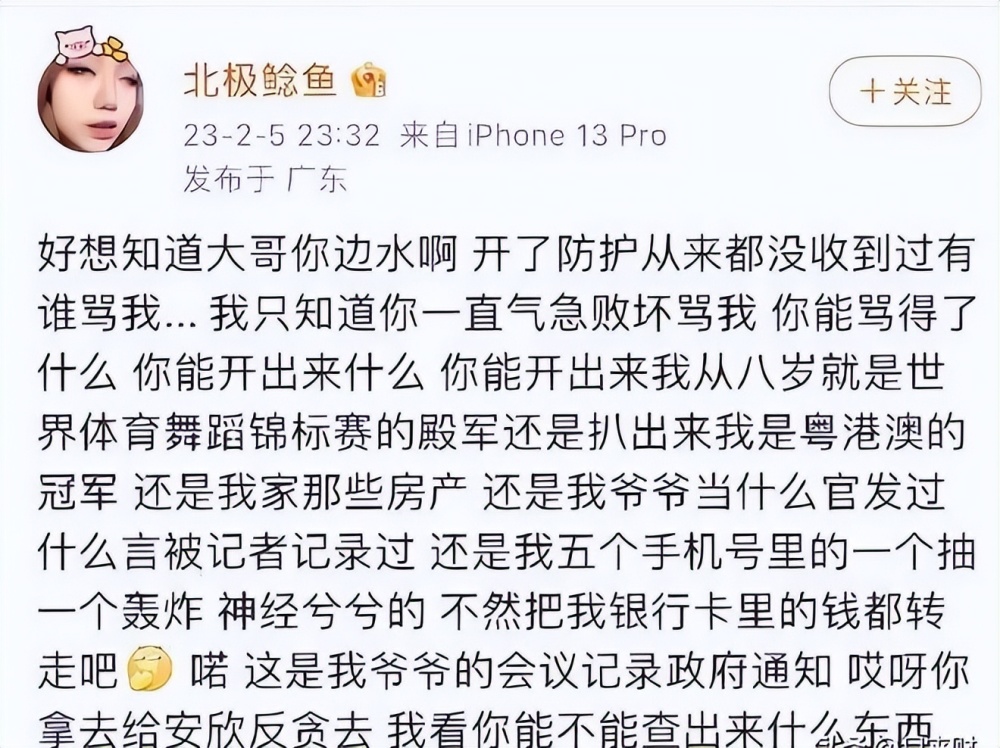 北极鲶鱼
+关注
23-2-5 23:32 来自iPhone 13 Pro
发布于 广东
好想知道大哥你边水啊 开了防护从来都没收到过有
谁骂我... 我只知道你一直气急败坏骂我 你能骂得了
什么 你能开出来什么 你能开出来我从八岁就是世
界体育舞蹈锦标赛的殿军还是扒出来我是粤港澳的
冠军 还是我家那些房产 还是我爷爷当什么官发过
什么言被记者记录过 还是我五个手机号里的一个抽
一个轰炸 神经兮兮的 不然把我银行卡里的钱都转
走吧 喏 这是我爷爷的会议记录政府通知 哎呀你
拿去给安欣反贪去 我看你能不能查出来什么东西